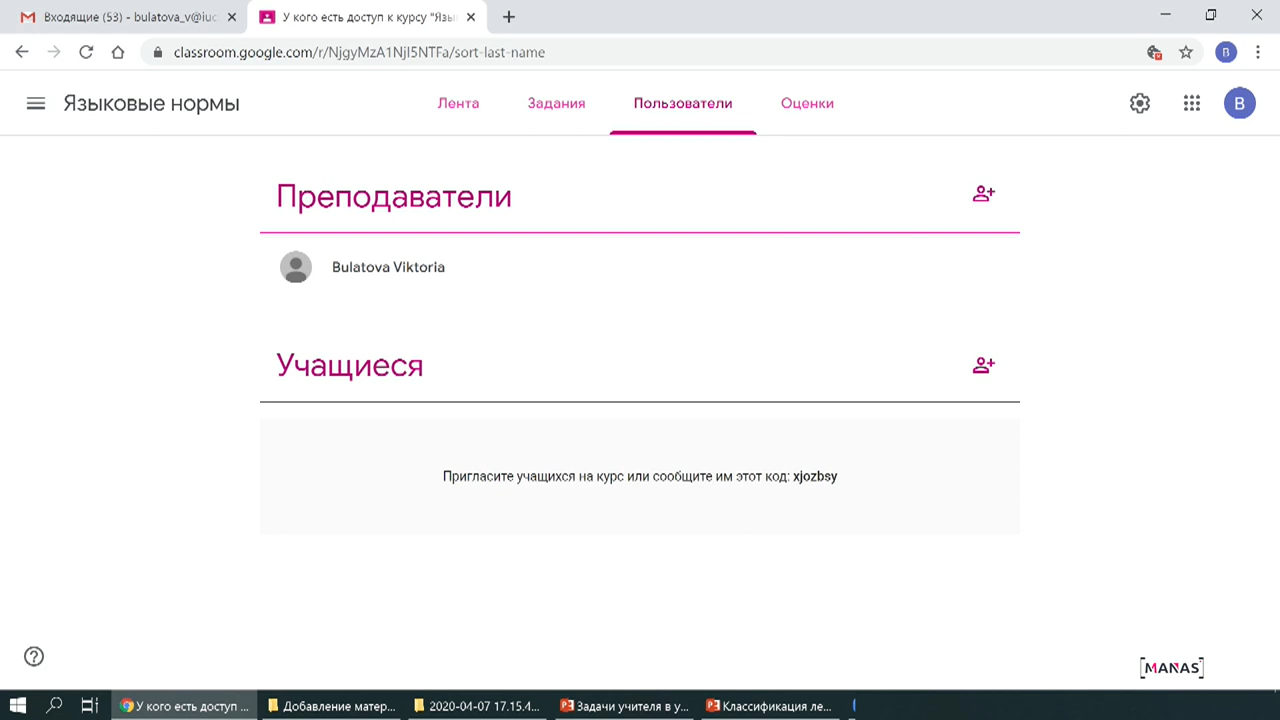 Входящие (53) - bulatova_v@iuc
У кого есть доступ к курсу "Язы
classroom.google.com/r/NjgyMzA1NjI5NTFa/sort-last-name
В
Языковые нормы
Лента
Задания
Пользователи
Оценки
В
Преподаватели
Bulatova Viktoria
Учащиеся
Пригласите учащихся на курс или сообщите им этот код: xjozbsy
[MANAS]
У кого есть доступ ...
Добавление матер...
2020-04-07 17.15.4...
Задачи учителя в у...
Классификация ле...